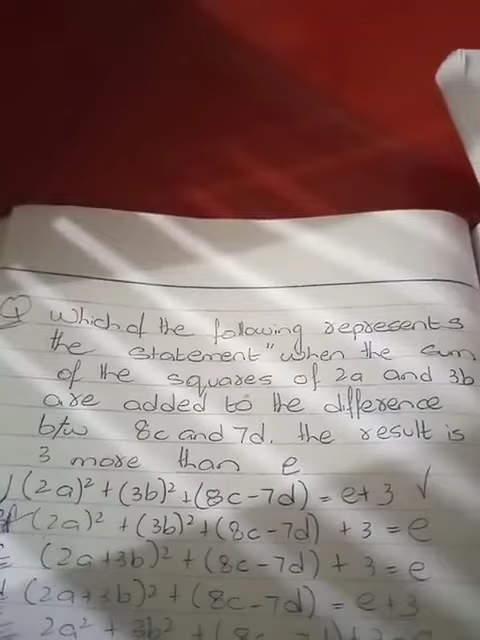 Q Which of the following represents
the statement "when the sum
of the squares of 2a and 3b
are added to the difference
b/w 8c and 7d. the result is
3 more than e
(2a)² + (3b)² + (8c-7d) = e+3 ✓
(2a)² + (3b)² + (8c-7d) + 3 = e
(2a+3b)² + (8c-7d) + 3 = e
(2a+3b)² + (8c-7d) = e+3
2a² + 3b²